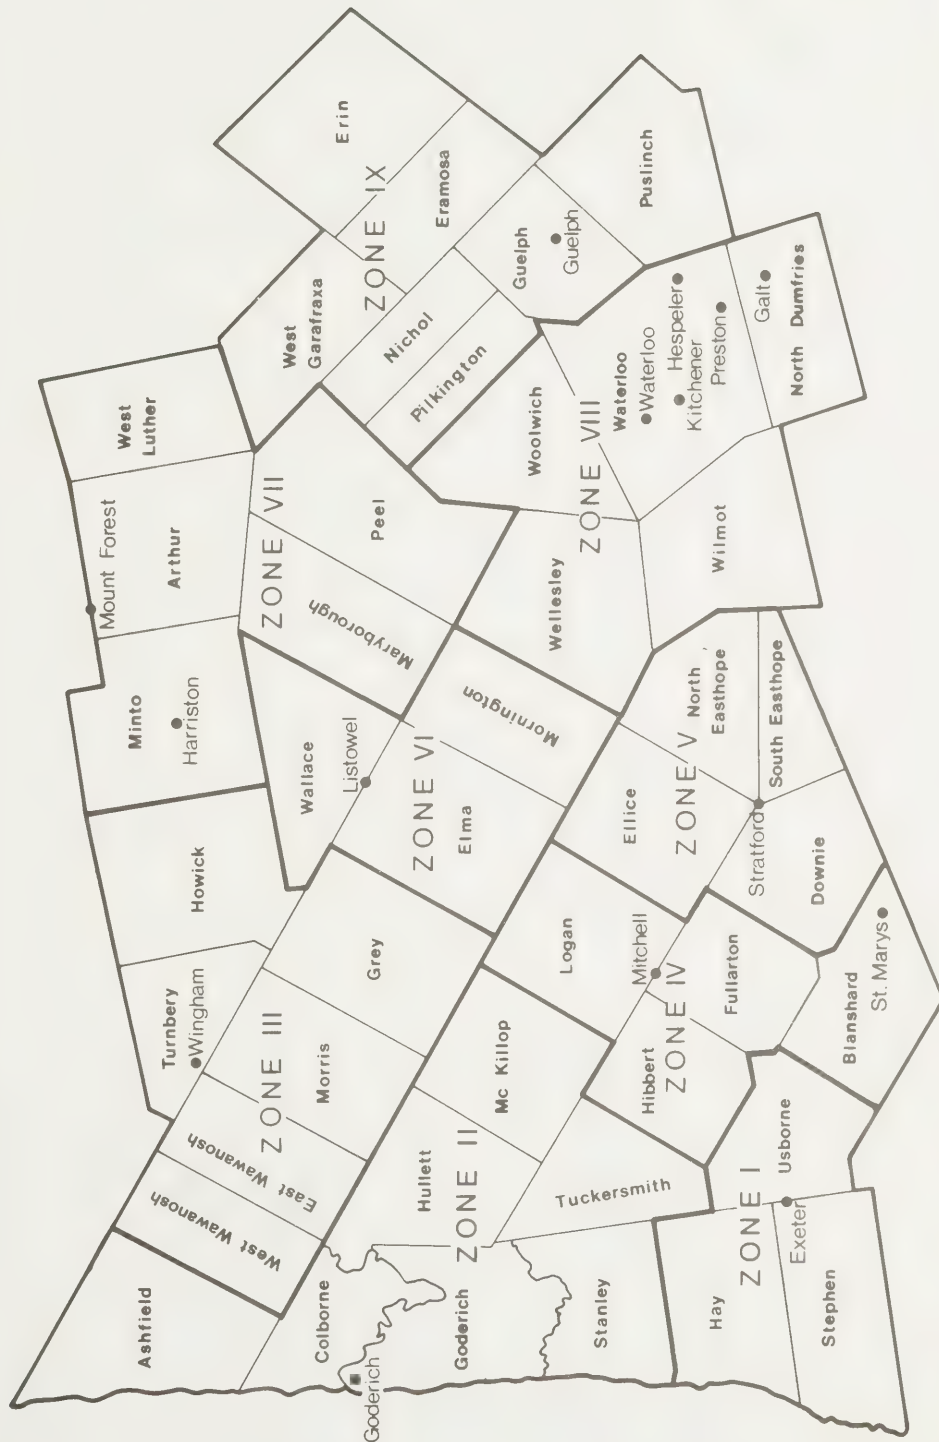 Erin
ZONE IX
Eramosa
West
Garafraxa
Nichol
Pilkington
Guelph
Guelph
Puslinch
West
Luther
Mount Forest
Arthur
ZONE VII
Peel
Maryborough
Minto
Harriston
Woolwich
ZONE VIII
Waterloo
Waterloo
Kitchener
Hespeler
Preston
Galt
North Dumfries
Wellesley
Wilmot
Wallace
Listowel
ZONE VI
Elma
Mornington
North
Easthope
South Easthope
ZONE V
Ellice
Stratford
Downie
Howick
Turnbery
Wingham
ZONE III
Grey
Morris
East Wawanosh
West Wawanosh
Logan
Mitchell
ZONE IV
Fullarton
Hibbert
Blanshard
St. Marys
Mc Killop
Hullett
ZONE II
Tuckersmith
Ashfield
Colborne
Goderich
Goderich
Stanley
Hay
ZONE I
Usborne
Exeter
Stephen